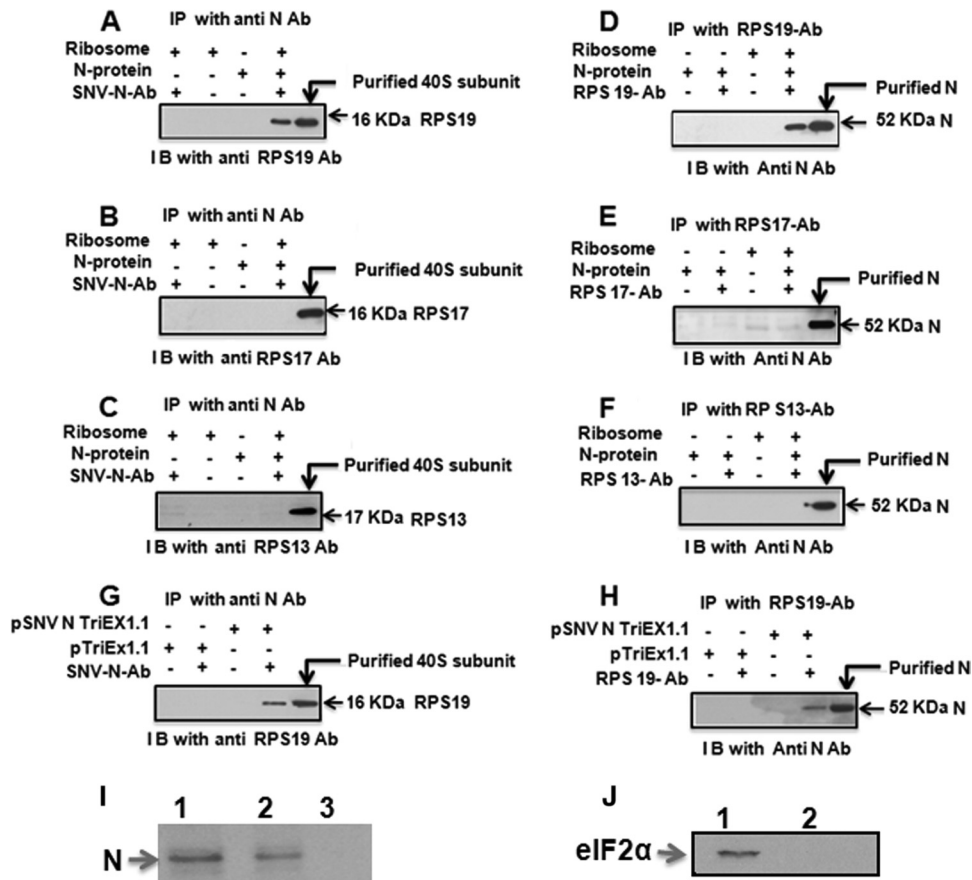 A
IP with anti N Ab
Ribosome + + - +
N-protein - - + +
SNV-N-Ab + - - +
Purified 40S subunit
16 KDa RPS19
I B with anti RPS19 Ab
B
IP with anti N Ab
Ribosome + + - +
N-protein - - + +
SNV-N-Ab + - - +
Purified 40S subunit
16 KDa RPS17
I B with anti RPS17 Ab
C
IP with anti N Ab
Ribosome + + - +
N-protein - - + +
SNV-N-Ab + - - +
Purified 40S subunit
17 KDa RPS13
I B with anti RPS13 Ab
G
IP with anti N Ab
pSNV N TriEX1.1 - - + +
pTriEx1.1 + + - -
SNV-N-Ab - + - +
Purified 40S subunit
16 KDa RPS19
I B with anti RPS19 Ab
D
IP with RPS19-Ab
Ribosome - - + +
N-protein + + - +
RPS 19- Ab - + - +
Purified N
52 KDa N
I B with Anti N Ab
E
IP with RPS17-Ab
Ribosome - - + +
N-protein + + - +
RPS 17- Ab - + - +
Purified N
52 KDa N
I B with Anti N Ab
F
IP with RP S13-Ab
Ribosome - - + +
N-protein + + - +
RPS 13- Ab - + - +
Purified N
52 KDa N
I B with Anti N Ab
H
IP with RPS19-Ab
pSNV N TriEX1.1 - - + +
pTriEx1.1 + + - -
RPS 19- Ab - + - +
Purified N
52 KDa N
I B with Anti N Ab
I
1 2 3
N
J
1 2
eIF2α